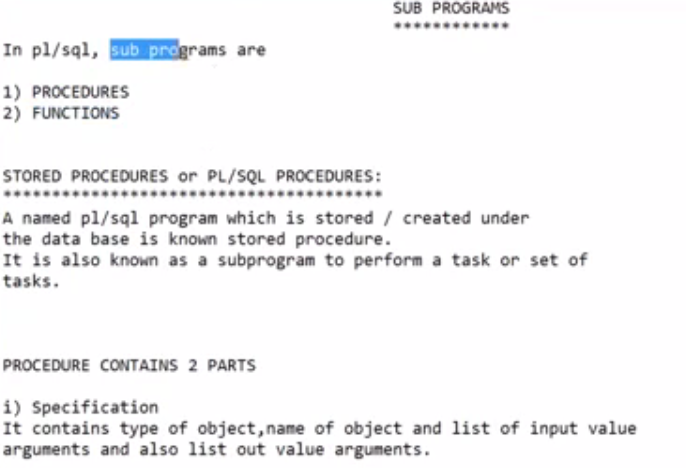 SUB PROGRAMS
************
In pl/sql, sub programs are
1) PROCEDURES
2) FUNCTIONS
STORED PROCEDURES or PL/SQL PROCEDURES:
***************************************
A named pl/sql program which is stored / created under
the data base is known stored procedure.
It is also known as a subprogram to perform a task or set of
tasks.
PROCEDURE CONTAINS 2 PARTS
i) Specification
It contains type of object,name of object and list of input value
arguments and also list out value arguments.